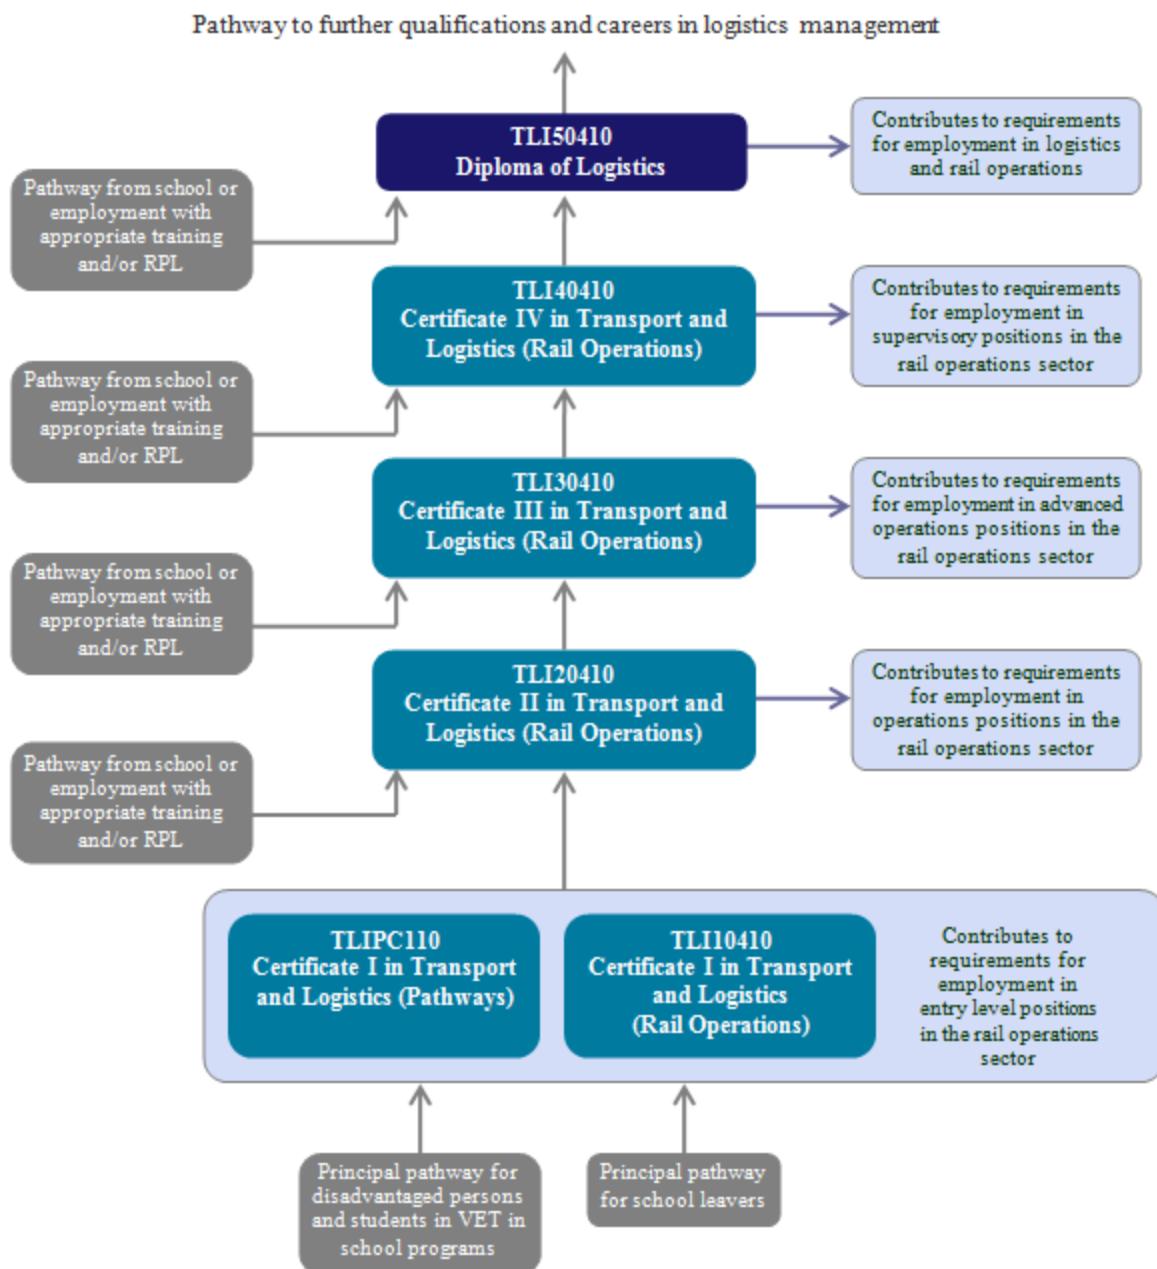 Pathway to further qualifications and careers in logistics management
TLI50410
Diploma of Logistics
Contributes to requirements
for employment in logistics
and rail operations
Pathway from school or
employment with
appropriate training
and/or RPL
TLI40410
Certificate IV in Transport and
Logistics (Rail Operations)
Contributes to requirements
for employment in
supervisory positions in the
rail operations sector
Pathway from school or
employment with
appropriate training
and/or RPL
TLI30410
Certificate III in Transport and
Logistics (Rail Operations)
Contributes to requirements
for employment in advanced
operations positions in the
rail operations sector
Pathway from school or
employment with
appropriate training
and/or RPL
TLI20410
Certificate II in Transport and
Logistics (Rail Operations)
Contributes to requirements
for employment in
operations positions in the
rail operations sector
Pathway from school or
employment with
appropriate training
and/or RPL
TLIPC110
Certificate I in Transport
and Logistics (Pathways)
TLI10410
Certificate I in Transport
and Logistics
(Rail Operations)
Contributes to
requirements for
employment in
entry level positions
in the rail operations
sector
Principal pathway for
disadvantaged persons
and students in VET in
school programs
Principal pathway
for school leavers